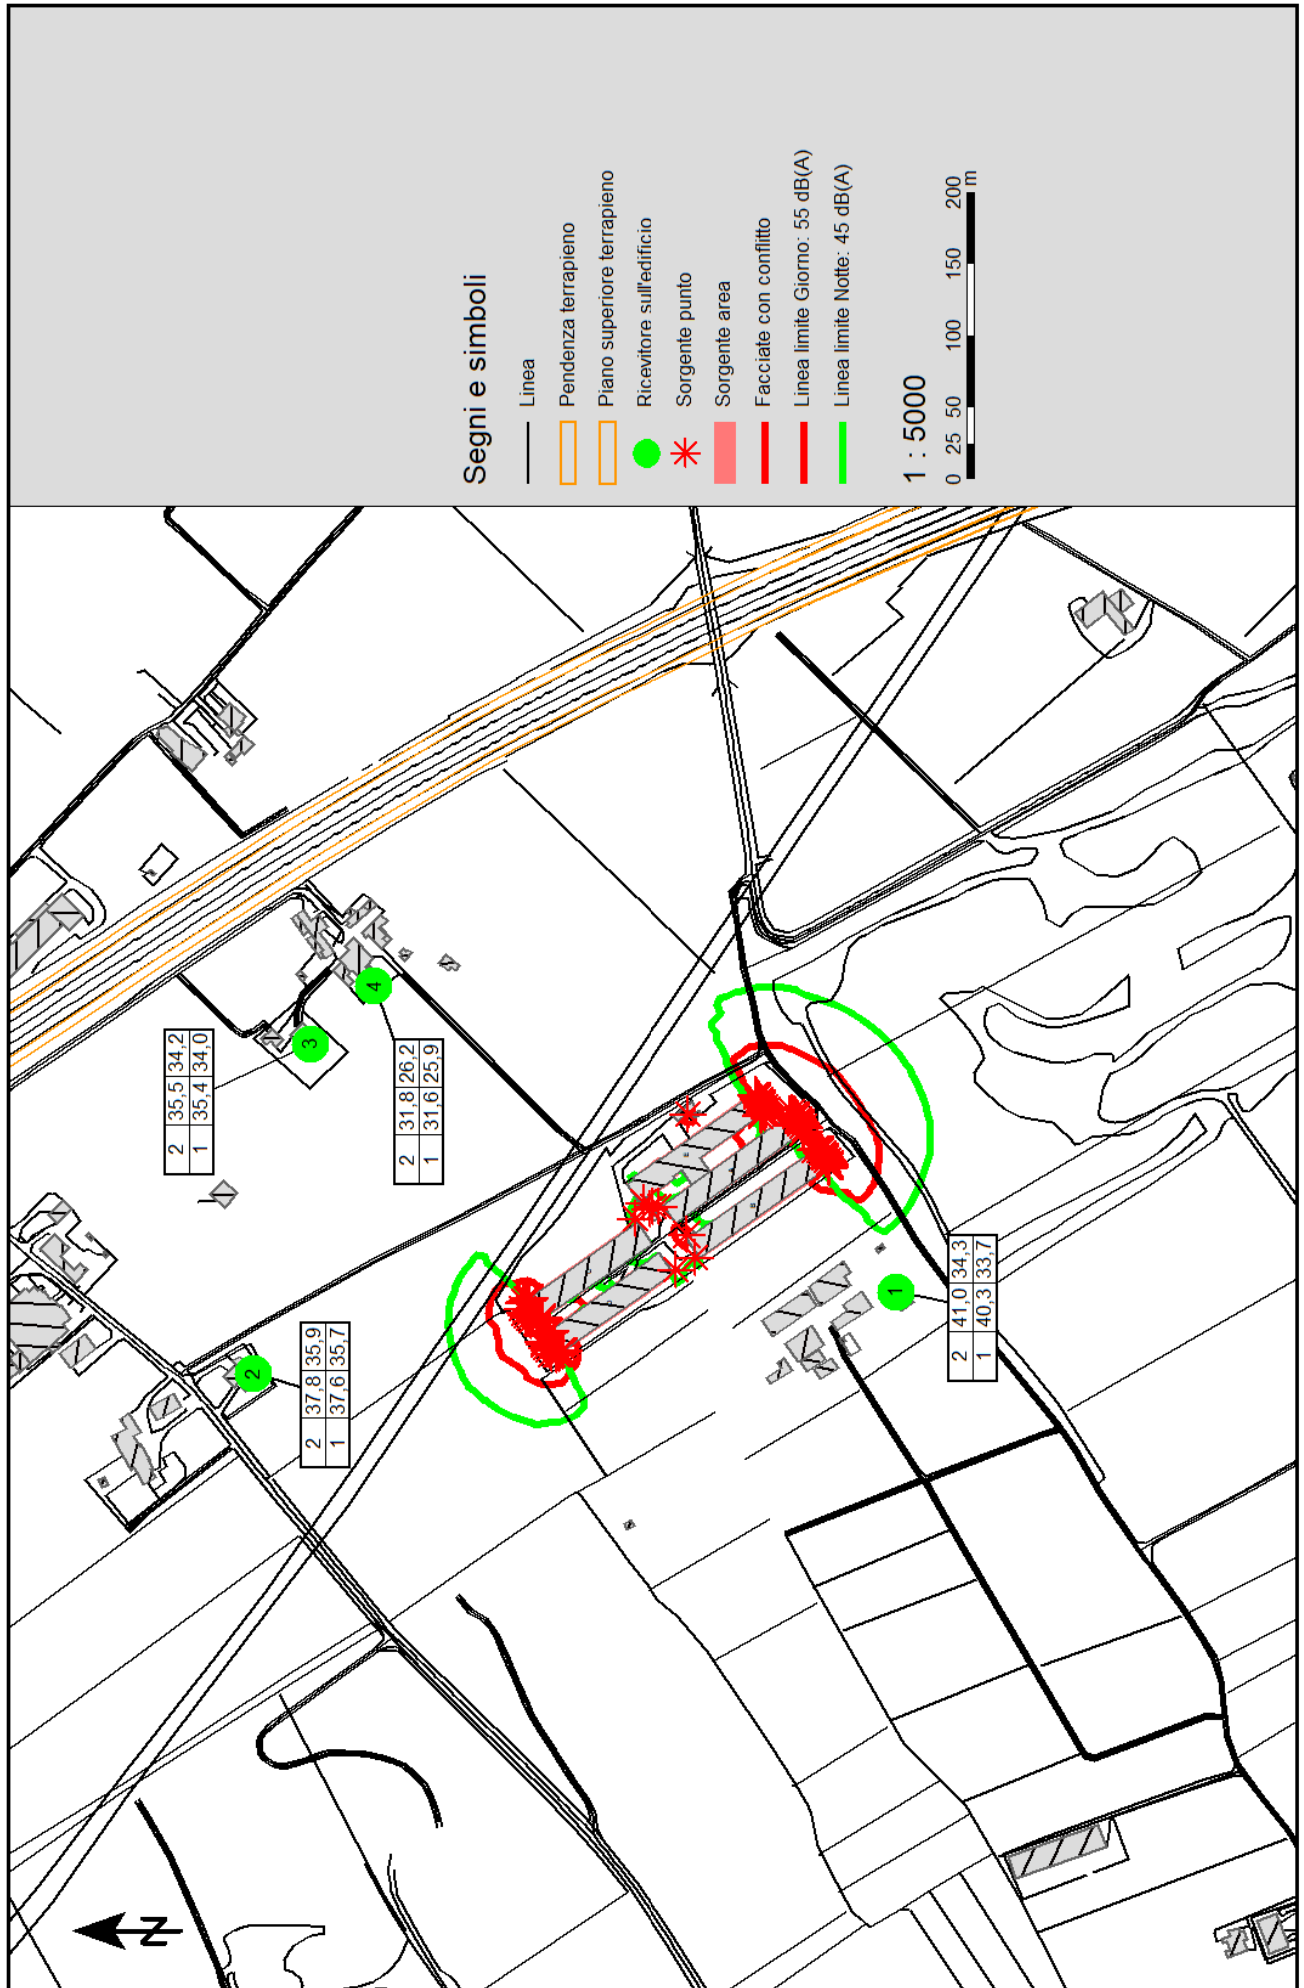 Segni e simboli
Linea
Pendenza terrapieno
Piano superiore terrapieno
Ricevitore sull'edificio
Sorgente punto
Sorgente area
Facciate con conflitto
Linea limite Giorno: 55 dB(A)
Linea limite Notte: 45 dB(A)
1 : 5000
0 25 50 100 150 200
m
N
2
2 37,8 35,9
1 37,6 35,7
3
2 35,5 34,2
1 35,4 34,0
4
2 31,8 26,2
1 31,6 25,9
1
2 41,0 34,3
1 40,3 33,7